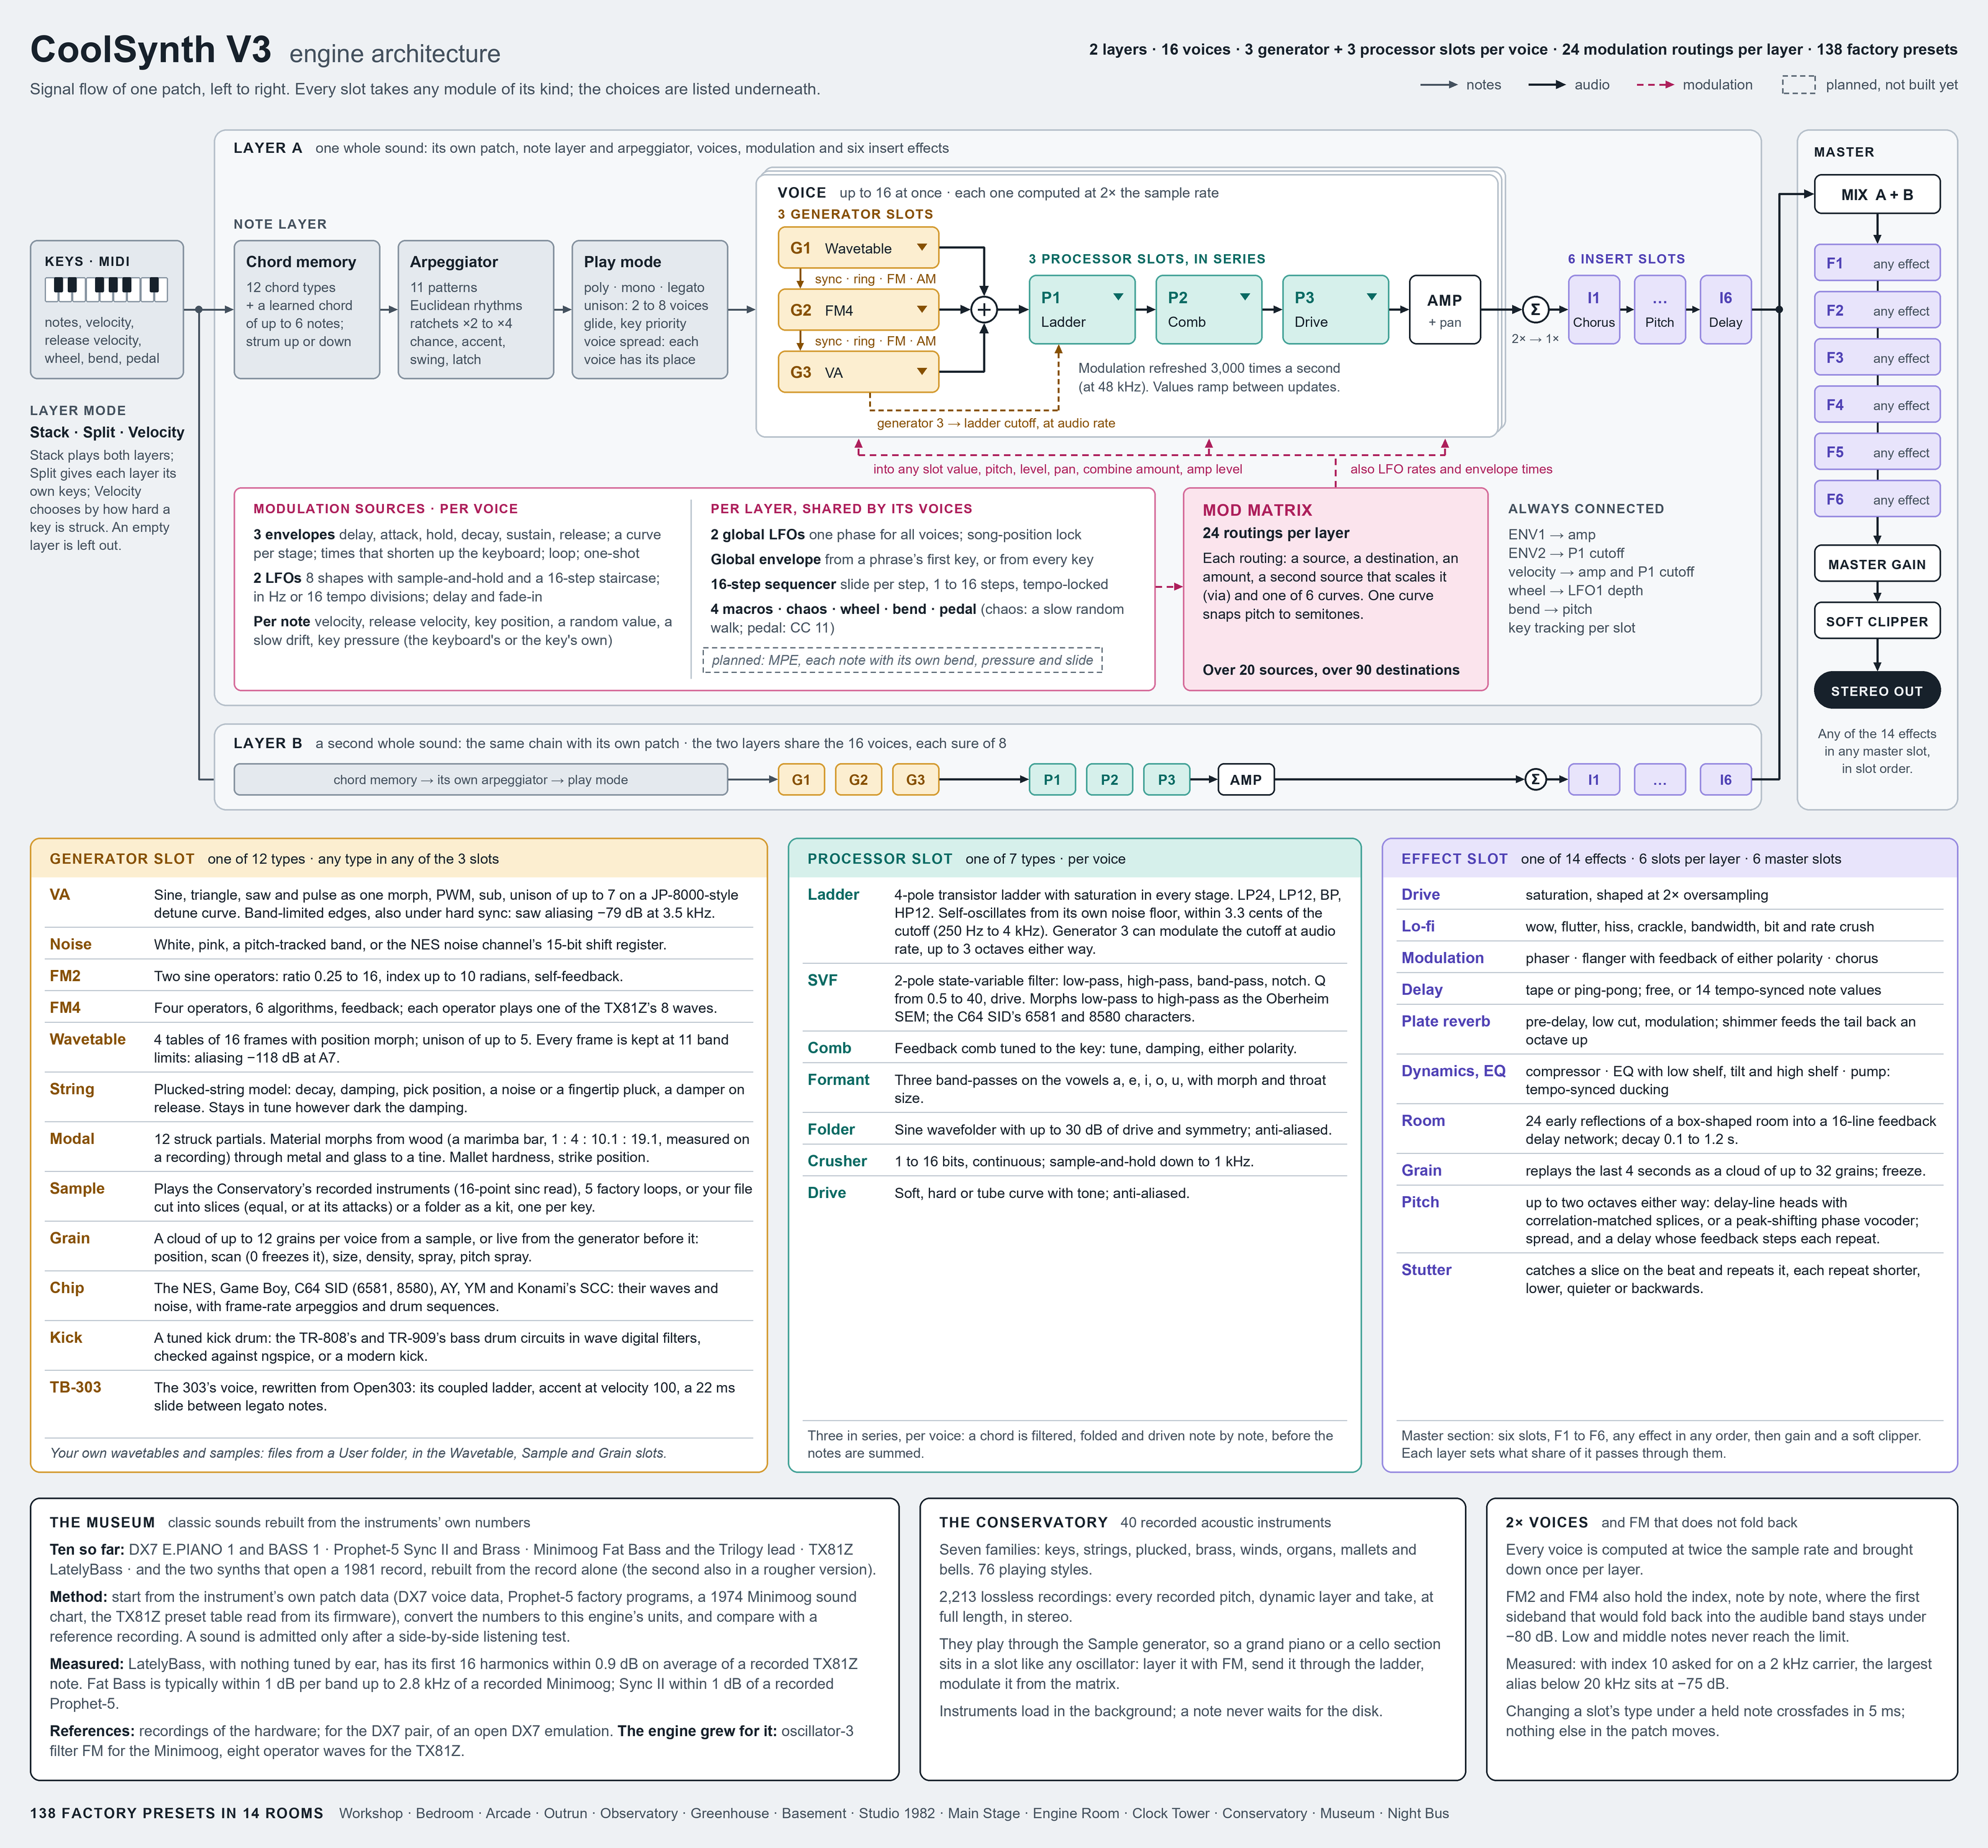 CoolSynth V3 engine architecture
2 layers · 16 voices · 3 generator + 3 processor slots per voice · 24 modulation routings per layer · 138 factory presets
Signal flow of one patch, left to right. Every slot takes any module of its kind; the choices are listed underneath.
notes
audio
modulation
planned, not built yet
KEYS · MIDI
notes, velocity,
release velocity,
wheel, bend, pedal
LAYER MODE
Stack · Split · Velocity
Stack plays both layers;
Split gives each layer its
own keys; Velocity
chooses by how hard a
key is struck. An empty
layer is left out.
LAYER A one whole sound: its own patch, note layer and arpeggiator, voices, modulation and six insert effects
NOTE LAYER
Chord memory
12 chord types
+ a learned chord
of up to 6 notes;
strum up or down
Arpeggiator
11 patterns
Euclidean rhythms
ratchets ×2 to ×4
chance, accent,
swing, latch
Play mode
poly · mono · legato
unison: 2 to 8 voices
glide, key priority
voice spread: each
voice has its place
VOICE up to 16 at once · each one computed at 2× the sample rate
3 GENERATOR SLOTS
G1 Wavetable
sync · ring · FM · AM
G2 FM4
sync · ring · FM · AM
G3 VA
generator 3 → ladder cutoff, at audio rate
3 PROCESSOR SLOTS, IN SERIES
P1
Ladder
P2
Comb
P3
Drive
AMP
+ pan
Modulation refreshed 3,000 times a second
(at 48 kHz). Values ramp between updates.
Σ
2× → 1×
6 INSERT SLOTS
I1
Chorus
...
Pitch
I6
Delay
into any slot value, pitch, level, pan, combine amount, amp level
also LFO rates and envelope times
MODULATION SOURCES · PER VOICE
3 envelopes delay, attack, hold, decay, sustain, release; a curve
per stage; times that shorten up the keyboard; loop; one-shot
2 LFOs 8 shapes with sample-and-hold and a 16-step staircase;
in Hz or 16 tempo divisions; delay and fade-in
Per note velocity, release velocity, key position, a random value, a
slow drift, key pressure (the keyboard's or the key's own)
PER LAYER, SHARED BY ITS VOICES
2 global LFOs one phase for all voices; song-position lock
Global envelope from a phrase's first key, or from every key
16-step sequencer slide per step, 1 to 16 steps, tempo-locked
4 macros · chaos · wheel · bend · pedal (chaos: a slow random
walk; pedal: CC 11)
planned: MPE, each note with its own bend, pressure and slide
MOD MATRIX
24 routings per layer
Each routing: a source, a destination, an
amount, a second source that scales it
(via) and one of 6 curves. One curve
snaps pitch to semitones.
Over 20 sources, over 90 destinations
ALWAYS CONNECTED
ENV1 → amp
ENV2 → P1 cutoff
velocity → amp and P1 cutoff
wheel → LFO1 depth
bend → pitch
key tracking per slot
LAYER B a second whole sound: the same chain with its own patch · the two layers share the 16 voices, each sure of 8
chord memory → its own arpeggiator → play mode
G1
G2
G3
P1
P2
P3
AMP
Σ
I1
...
I6
MASTER
MIX A + B
F1 any effect
F2 any effect
F3 any effect
F4 any effect
F5 any effect
F6 any effect
MASTER GAIN
SOFT CLIPPER
STEREO OUT
Any of the 14 effects
in any master slot,
in slot order.
GENERATOR SLOT one of 12 types · any type in any of the 3 slots
VA Sine, triangle, saw and pulse as one morph, PWM, sub, unison of up to 7 on a JP-8000-style
detune curve. Band-limited edges, also under hard sync: saw aliasing −79 dB at 3.5 kHz.
Noise White, pink, a pitch-tracked band, or the NES noise channel's 15-bit shift register.
FM2 Two sine operators: ratio 0.25 to 16, index up to 10 radians, self-feedback.
FM4 Four operators, 6 algorithms, feedback; each operator plays one of the TX81Z's 8 waves.
Wavetable 4 tables of 16 frames with position morph; unison of up to 5. Every frame is kept at 11 band
limits: aliasing −118 dB at A7.
String Plucked-string model: decay, damping, pick position, a noise or a fingertip pluck, a damper on
release. Stays in tune however dark the damping.
Modal 12 struck partials. Material morphs from wood (a marimba bar, 1 : 4 : 10.1 : 19.1, measured on
a recording) through metal and glass to a tine. Mallet hardness, strike position.
Sample Plays the Conservatory's recorded instruments (16-point sinc read), 5 factory loops, or your file
cut into slices (equal, or at its attacks) or a folder as a kit, one per key.
Grain A cloud of up to 12 grains per voice from a sample, or live from the generator before it:
position, scan (0 freezes it), size, density, spray, pitch spray.
Chip The NES, Game Boy, C64 SID (6581, 8580), AY, YM and Konami's SCC: their waves and
noise, with frame-rate arpeggios and drum sequences.
Kick A tuned kick drum: the TR-808's and TR-909's bass drum circuits in wave digital filters,
checked against ngspice, or a modern kick.
TB-303 The 303's voice, rewritten from Open303: its coupled ladder, accent at velocity 100, a 22 ms
slide between legato notes.
Your own wavetables and samples: files from a User folder, in the Wavetable, Sample and Grain slots.
PROCESSOR SLOT one of 7 types · per voice
Ladder 4-pole transistor ladder with saturation in every stage. LP24, LP12, BP,
HP12. Self-oscillates from its own noise floor, within 3.3 cents of the
cutoff (250 Hz to 4 kHz). Generator 3 can modulate the cutoff at audio
rate, up to 3 octaves either way.
SVF 2-pole state-variable filter: low-pass, high-pass, band-pass, notch. Q
from 0.5 to 40, drive. Morphs low-pass to high-pass as the Oberheim
SEM; the C64 SID's 6581 and 8580 characters.
Comb Feedback comb tuned to the key: tune, damping, either polarity.
Formant Three band-passes on the vowels a, e, i, o, u, with morph and throat
size.
Folder Sine wavefolder with up to 30 dB of drive and symmetry; anti-aliased.
Crusher 1 to 16 bits, continuous; sample-and-hold down to 1 kHz.
Drive Soft, hard or tube curve with tone; anti-aliased.
Three in series, per voice: a chord is filtered, folded and driven note by note, before the
notes are summed.
EFFECT SLOT one of 14 effects · 6 slots per layer · 6 master slots
Drive saturation, shaped at 2× oversampling
Lo-fi wow, flutter, hiss, crackle, bandwidth, bit and rate crush
Modulation phaser · flanger with feedback of either polarity · chorus
Delay tape or ping-pong; free, or 14 tempo-synced note values
Plate reverb pre-delay, low cut, modulation; shimmer feeds the tail back an
octave up
Dynamics, EQ compressor · EQ with low shelf, tilt and high shelf · pump:
tempo-synced ducking
Room 24 early reflections of a box-shaped room into a 16-line feedback
delay network; decay 0.1 to 1.2 s.
Grain replays the last 4 seconds as a cloud of up to 32 grains; freeze.
Pitch up to two octaves either way: delay-line heads with
correlation-matched splices, or a peak-shifting phase vocoder;
spread, and a delay whose feedback steps each repeat.
Stutter catches a slice on the beat and repeats it, each repeat shorter,
lower, quieter or backwards.
Master section: six slots, F1 to F6, any effect in any order, then gain and a soft clipper.
Each layer sets what share of it passes through them.
THE MUSEUM classic sounds rebuilt from the instruments' own numbers
Ten so far: DX7 E.PIANO 1 and BASS 1 · Prophet-5 Sync II and Brass · Minimoog Fat Bass and the Trilogy lead · TX81Z
LatelyBass · and the two synths that open a 1981 record, rebuilt from the record alone (the second also in a rougher version).
Method: start from the instrument's own patch data (DX7 voice data, Prophet-5 factory programs, a 1974 Minimoog sound
chart, the TX81Z preset table read from its firmware), convert the numbers to this engine's units, and compare with a
reference recording. A sound is admitted only after a side-by-side listening test.
Measured: LatelyBass, with nothing tuned by ear, has its first 16 harmonics within 0.9 dB on average of a recorded TX81Z
note. Fat Bass is typically within 1 dB per band up to 2.8 kHz of a recorded Minimoog; Sync II within 1 dB of a recorded
Prophet-5.
References: recordings of the hardware; for the DX7 pair, of an open DX7 emulation. The engine grew for it: oscillator-3
filter FM for the Minimoog, eight operator waves for the TX81Z.
THE CONSERVATORY 40 recorded acoustic instruments
Seven families: keys, strings, plucked, brass, winds, organs, mallets and
bells. 76 playing styles.
2,213 lossless recordings: every recorded pitch, dynamic layer and take, at
full length, in stereo.
They play through the Sample generator, so a grand piano or a cello section
sits in a slot like any oscillator: layer it with FM, send it through the ladder,
modulate it from the matrix.
Instruments load in the background; a note never waits for the disk.
2× VOICES and FM that does not fold back
Every voice is computed at twice the sample rate and brought
down once per layer.
FM2 and FM4 also hold the index, note by note, where the first
sideband that would fold back into the audible band stays under
−80 dB. Low and middle notes never reach the limit.
Measured: with index 10 asked for on a 2 kHz carrier, the largest
alias below 20 kHz sits at −75 dB.
Changing a slot's type under a held note crossfades in 5 ms;
nothing else in the patch moves.
138 FACTORY PRESETS IN 14 ROOMS Workshop · Bedroom · Arcade · Outrun · Observatory · Greenhouse · Basement · Studio 1982 · Main Stage · Engine Room · Clock Tower · Conservatory · Museum · Night Bus